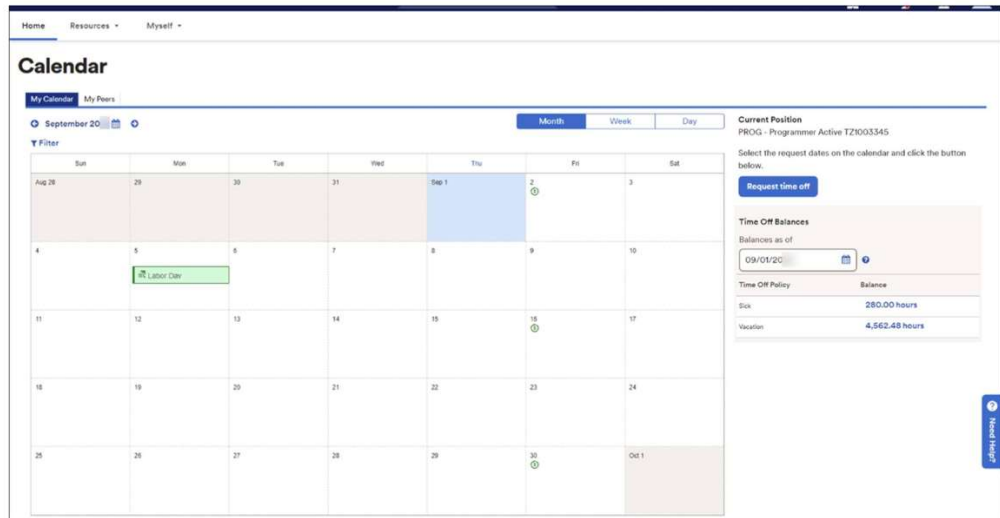 Home Resources Myself
Calendar
My Calendar My Peers
September 20
Month Week Day
Filter
Sun Mon Tue Wed Thu Fri Sat
Aug 28 29 30 31 Sep 1 2 3
4 5 6 7 8 9 10
Labor Day
11 12 13 14 15 16 17
18 19 20 21 22 23 24
25 26 27 28 29 30 Oct 1
Current Position
PROG - Programmer Active TZ1003345
Select the request dates on the calendar and click the button
below.
Request time off
Time Off Balances
Balances as of
09/01/20
Time Off Policy Balance
Sick 280.00 hours
Vacation 4,562.48 hours
Need Help?